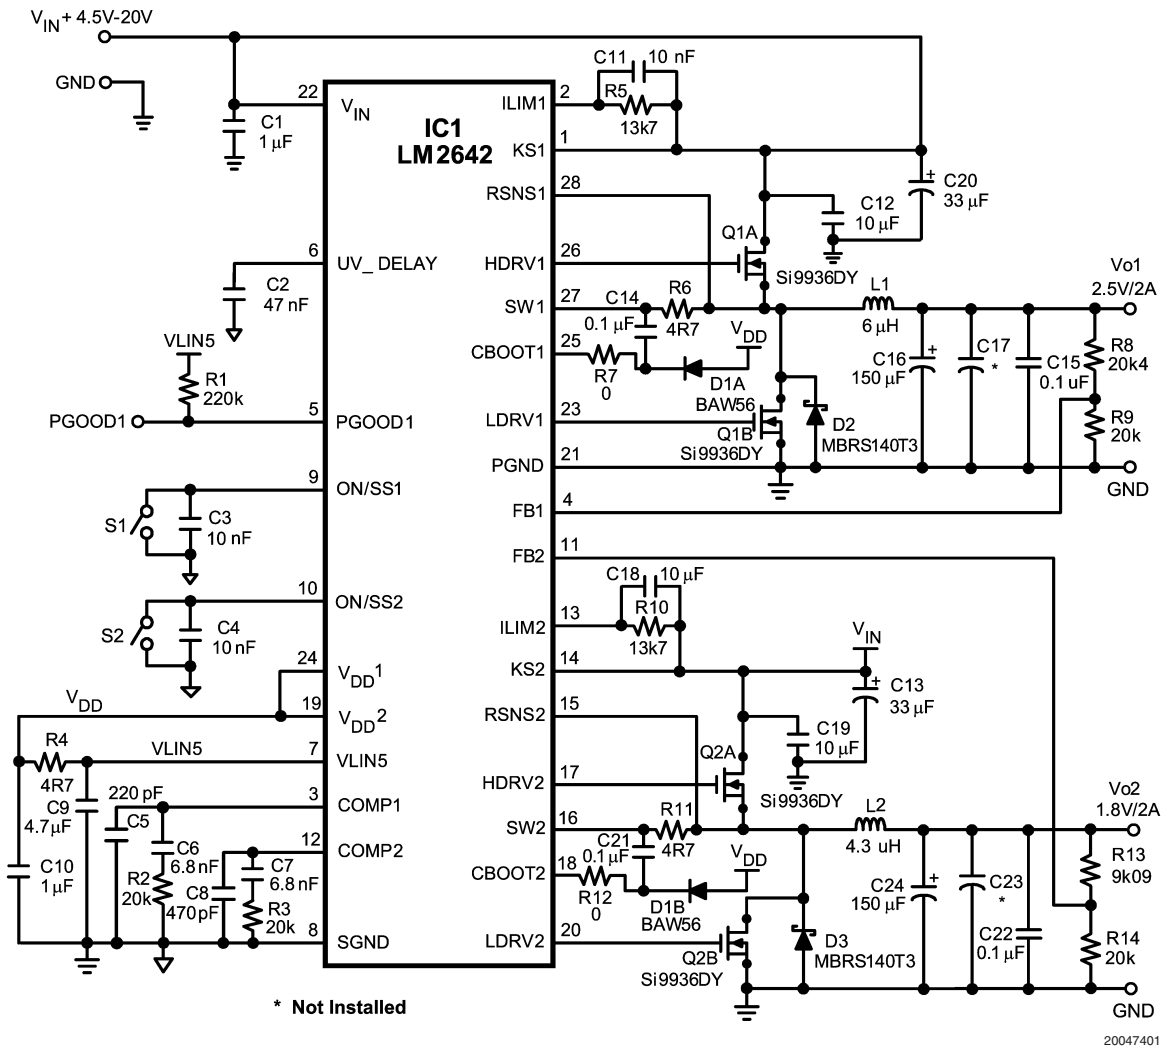 VIN+ 4.5V-20V
GND
22
VIN
C1
1 µF
IC1
LM2642
ILIM1
2
C11
10 nF
R5
13k7
KS1
1
RSNS1
28
C20
33 µF
C12
10 µF
Q1A
Si9936DY
HDRV1
26
6
UV_ DELAY
C2
47 nF
SW1
27
C14
0.1 µF
R6
4R7
VDD
L1
6 µH
Vo1
2.5V/2A
CBOOT1
25
R7
0
D1A
BAW56
C16
150 µF
C17
*
C15
0.1 uF
R8
20k4
VLIN5
R1
220k
PGOOD1
5
PGOOD1
LDRV1
23
Q1B
Si9936DY
D2
MBRS140T3
R9
20k
PGND
21
GND
9
ON/SS1
S1
C3
10 nF
FB1
4
FB2
11
10
ON/SS2
S2
C4
10 nF
C18
10 µF
ILIM2
13
R10
13k7
VIN
KS2
14
C13
33 µF
24
VDD1
VDD
19
VDD2
RSNS2
15
C19
10 µF
Q2A
Si9936DY
R4
4R7
VLIN5
7
VLIN5
HDRV2
17
C9
4.7µF
220 pF
C5
3
COMP1
SW2
16
C21
0.1 µF
R11
4R7
VDD
L2
4.3 uH
Vo2
1.8V/2A
C6
6.8 nF
12
COMP2
C7
6.8 nF
CBOOT2
18
R12
0
D1B
BAW56
C10
1µF
R2
20k
C8
470 pF
R3
20k
C24
150 µF
C23
*
C22
0.1 µF
R13
9k09
8
SGND
LDRV2
20
Q2B
Si9936DY
D3
MBRS140T3
R14
20k
GND
* Not Installed
20047401